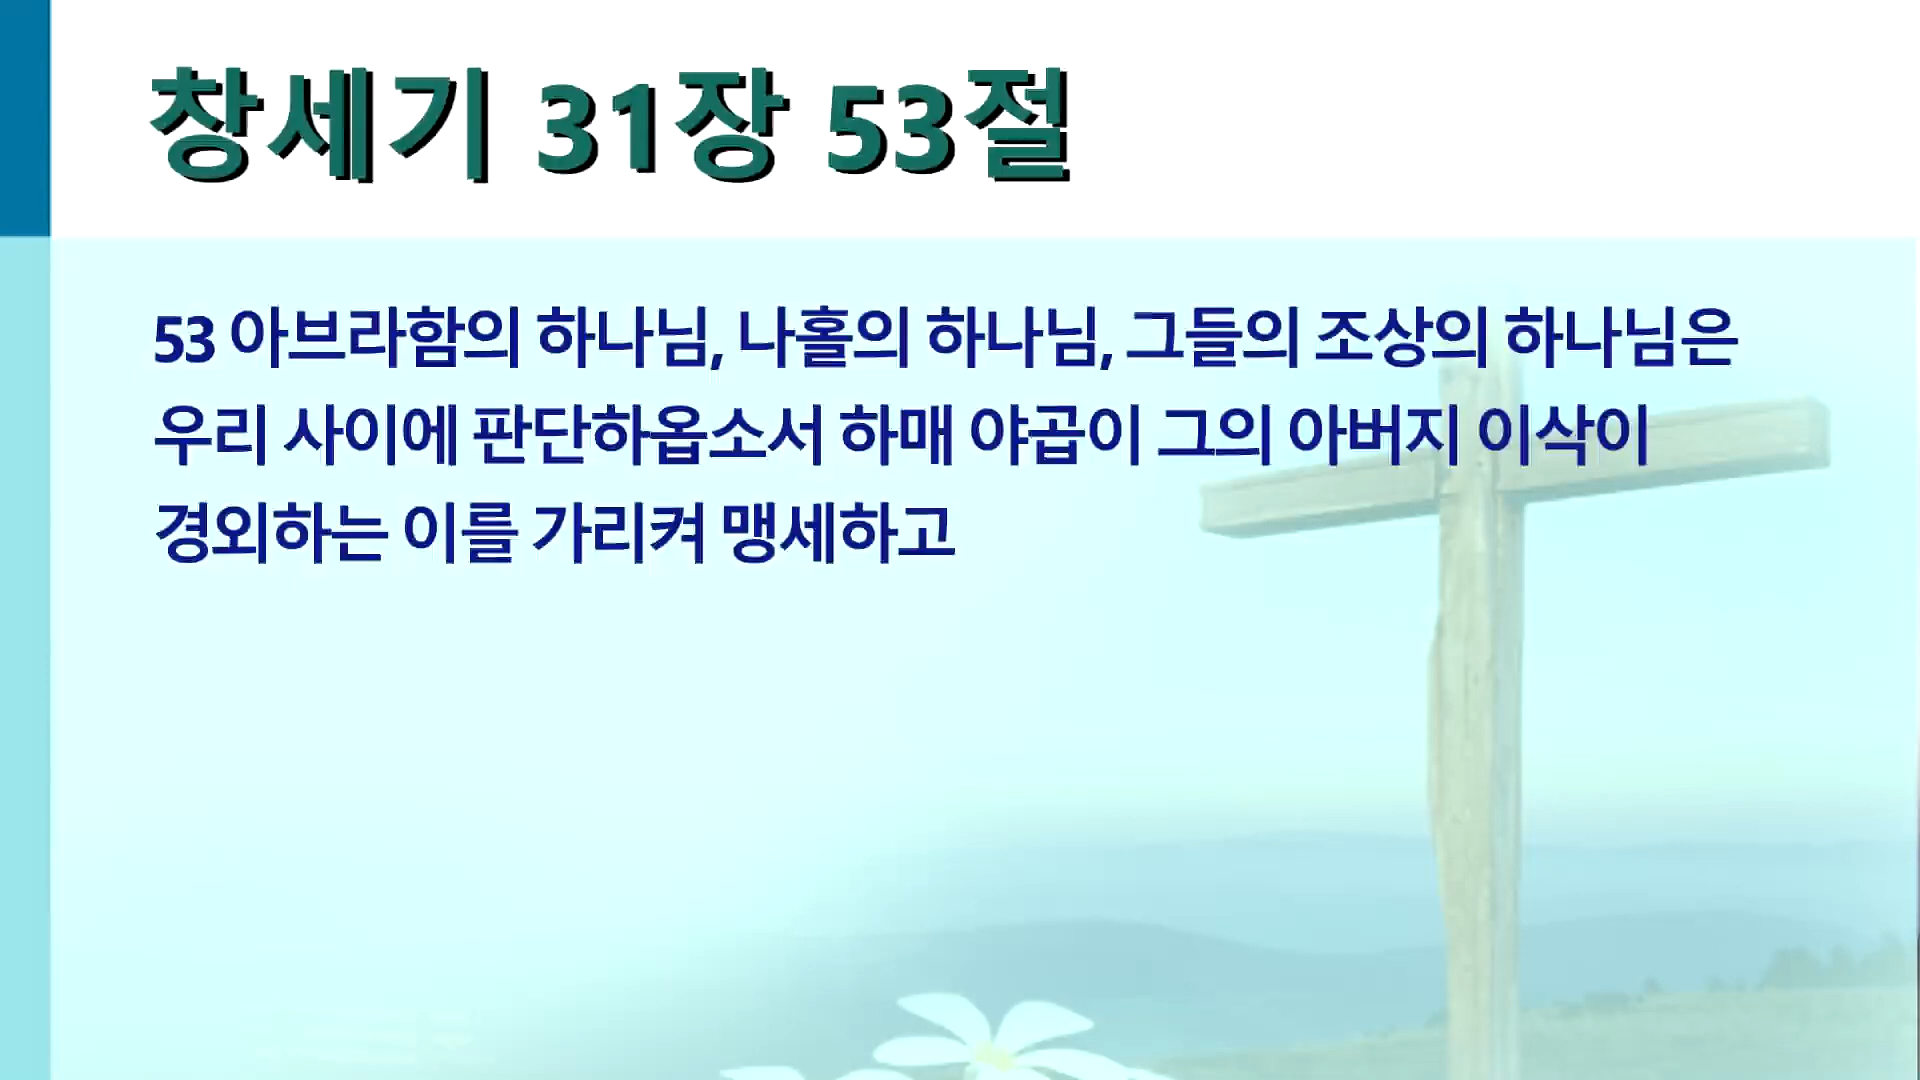 창세기 31장 53절
53 아브라함의 하나님, 나홀의 하나님, 그들의 조상의 하나님은
우리 사이에 판단하옵소서 하매 야곱이 그의 아버지 이삭이
경외하는 이를 가리켜 맹세하고